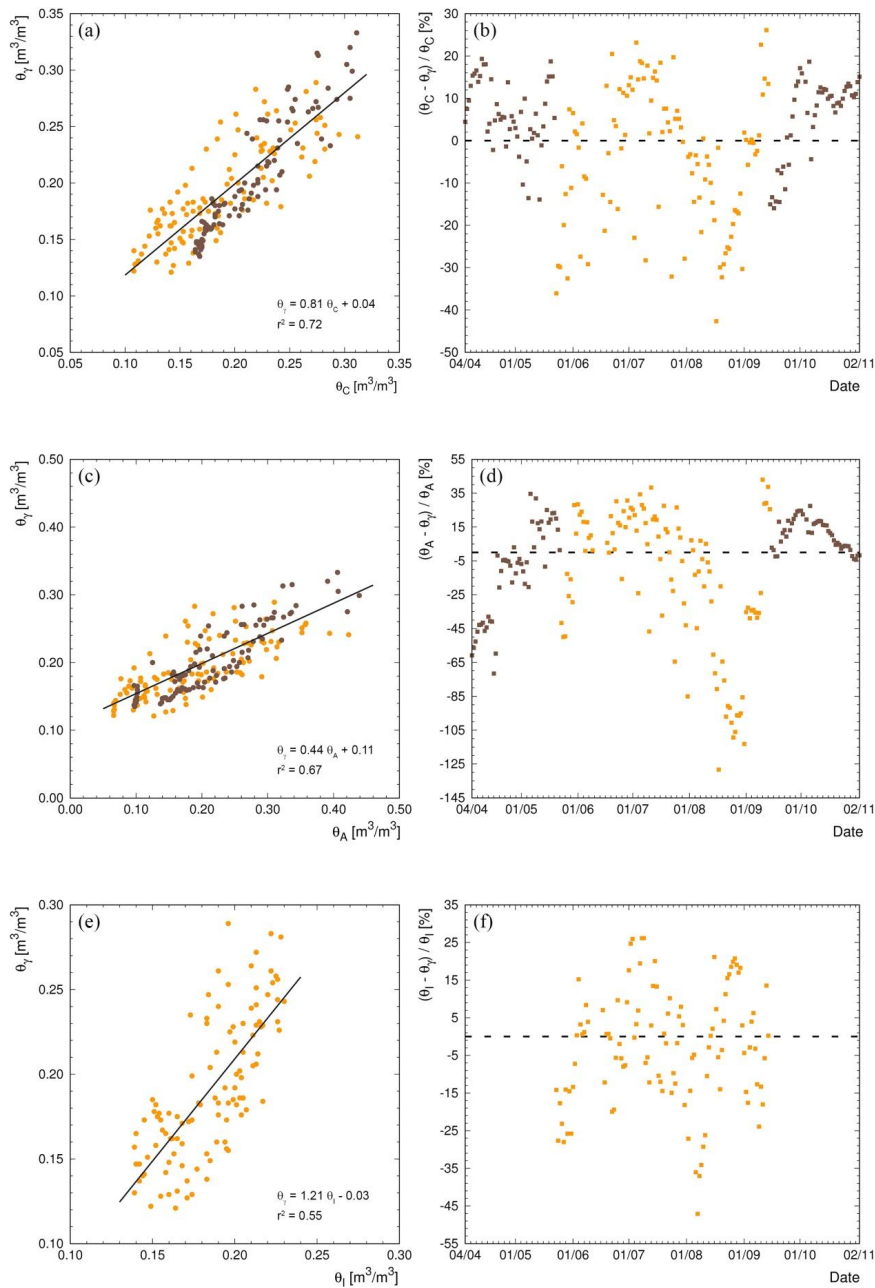 (a)
θγ [m³/m³]
0.35
0.30
0.25
0.20
0.15
0.10
0.05
0.05 0.10 0.15 0.20 0.25 0.30 0.35
θγ = 0.81 θC + 0.04
r² = 0.72
θC [m³/m³]
(b)
(θC - θγ) / θC [%]
30
20
10
0
-10
-20
-30
-40
-50
04/04 01/05 01/06 01/07 01/08 01/09 01/10 02/11
Date
(c)
θγ [m³/m³]
0.50
0.40
0.30
0.20
0.10
0.00
0.00 0.10 0.20 0.30 0.40 0.50
θγ = 0.44 θA + 0.11
r² = 0.67
θA [m³/m³]
(d)
(θA - θγ) / θA [%]
55
35
15
-5
-25
-45
-65
-85
-105
-125
-145
04/04 01/05 01/06 01/07 01/08 01/09 01/10 02/11
Date
(e)
θγ [m³/m³]
0.30
0.25
0.20
0.15
0.10
0.10 0.15 0.20 0.25 0.30
θγ = 1.21 θI - 0.03
r² = 0.55
θI [m³/m³]
(f)
(θI - θγ) / θI [%]
35
25
15
5
-5
-15
-25
-35
-45
-55
04/04 01/05 01/06 01/07 01/08 01/09 01/10 02/11
Date